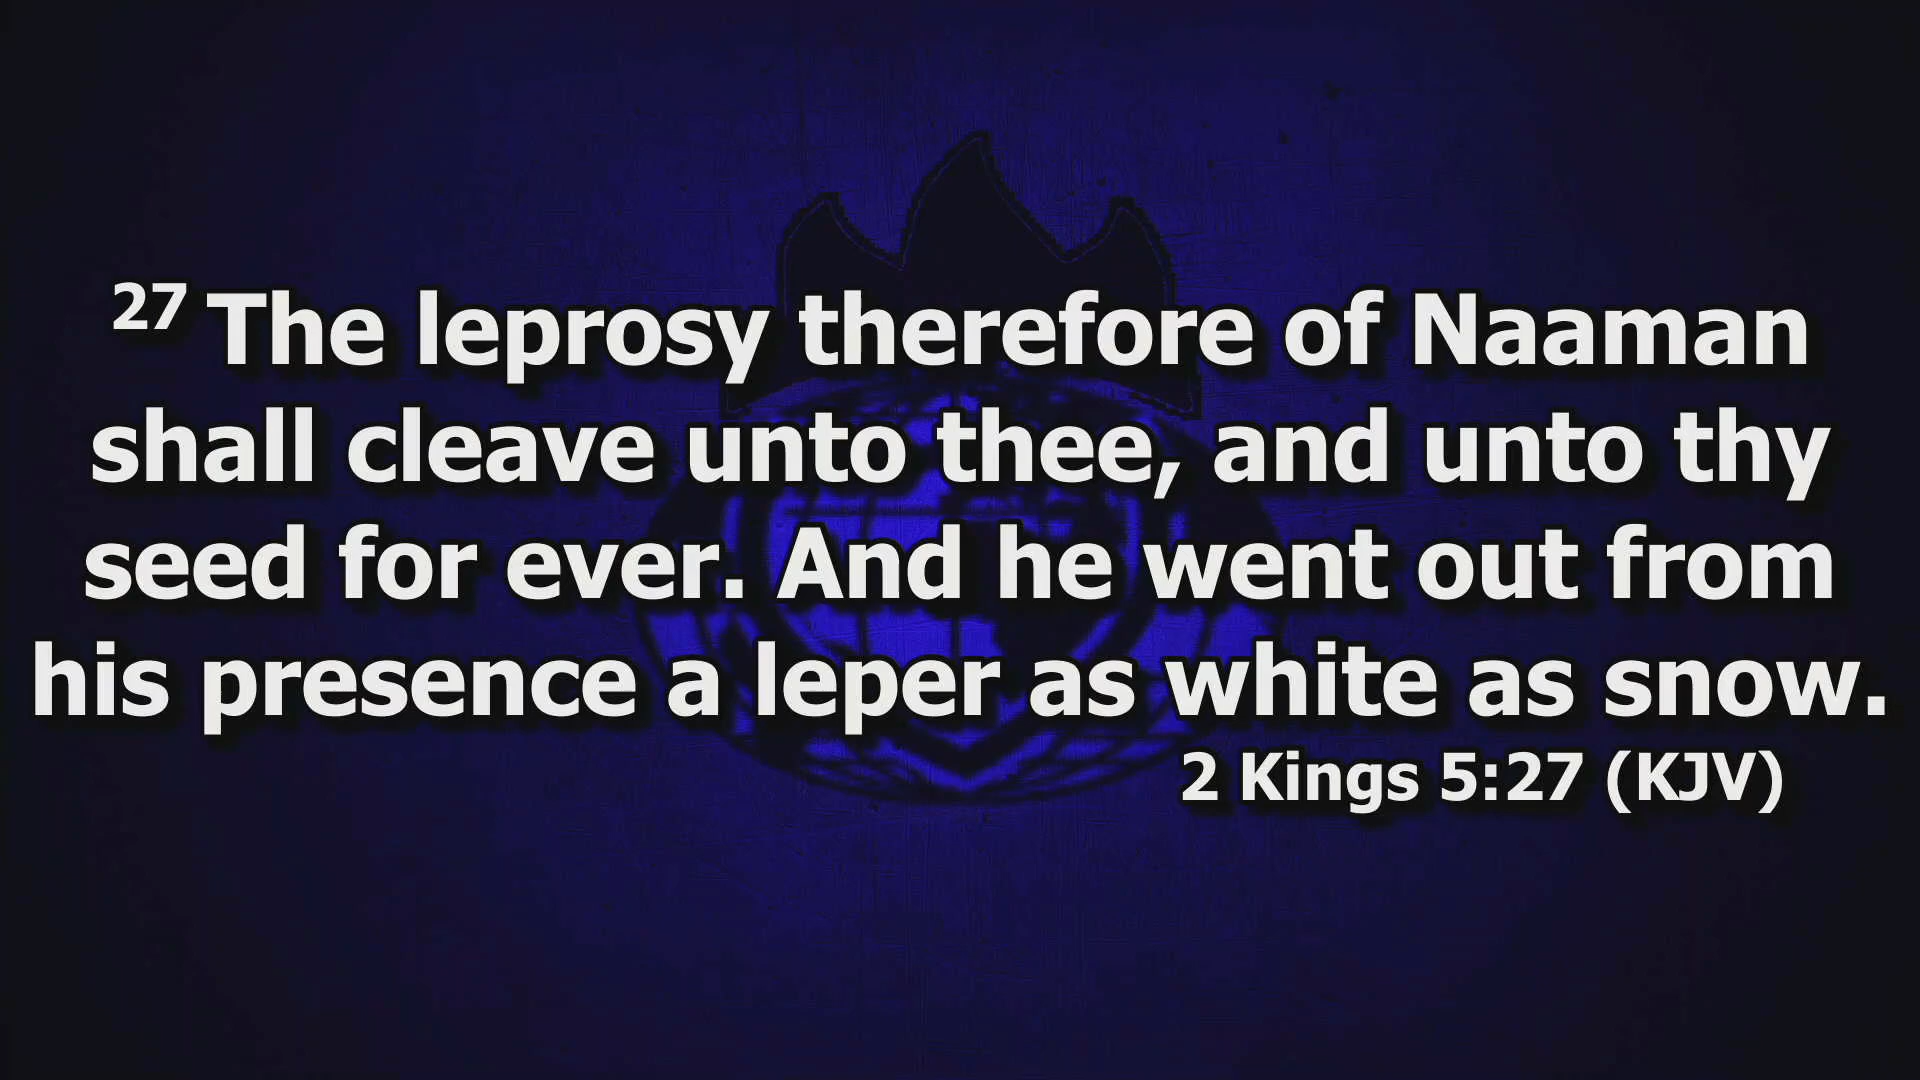 27 The leprosy therefore of Naaman
shall cleave unto thee, and unto thy
seed for ever. And he went out from
his presence a leper as white as snow.
2 Kings 5:27 (KJV)